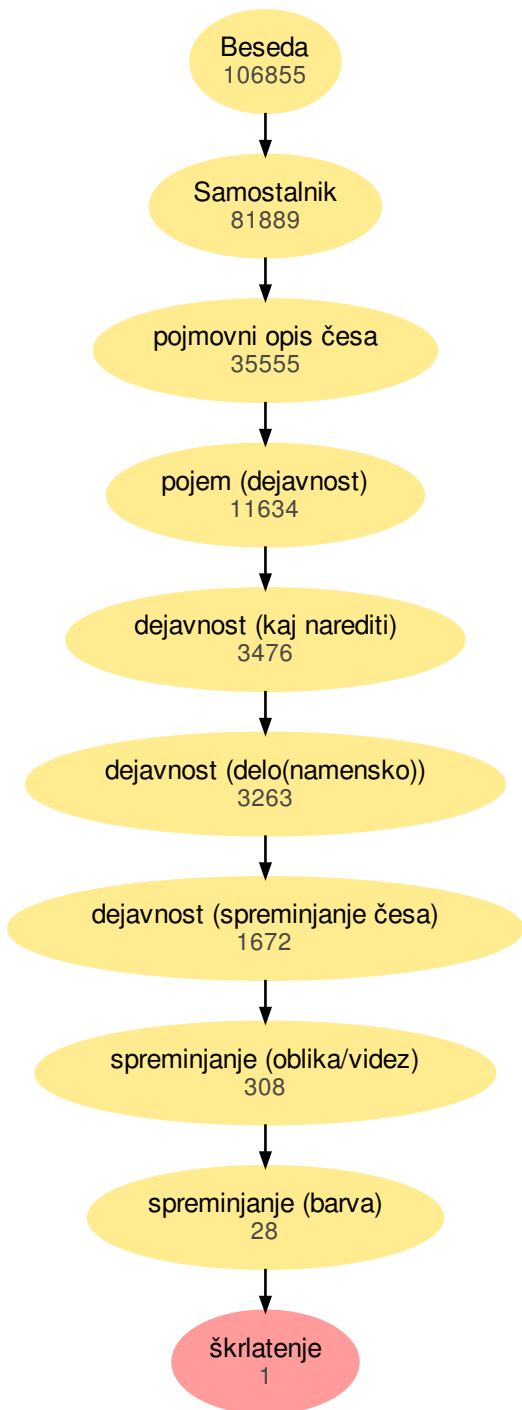 Beseda
106855
Samostalnik
81889
pojmovni opis česa
35555
pojem (dejavnost)
11634
dejavnost (kaj narediti)
3476
dejavnost (delo(namensko))
3263
dejavnost (spreminjanje česa)
1672
spreminjanje (oblika/videz)
308
spreminjanje (barva)
28
škrlatenje
1